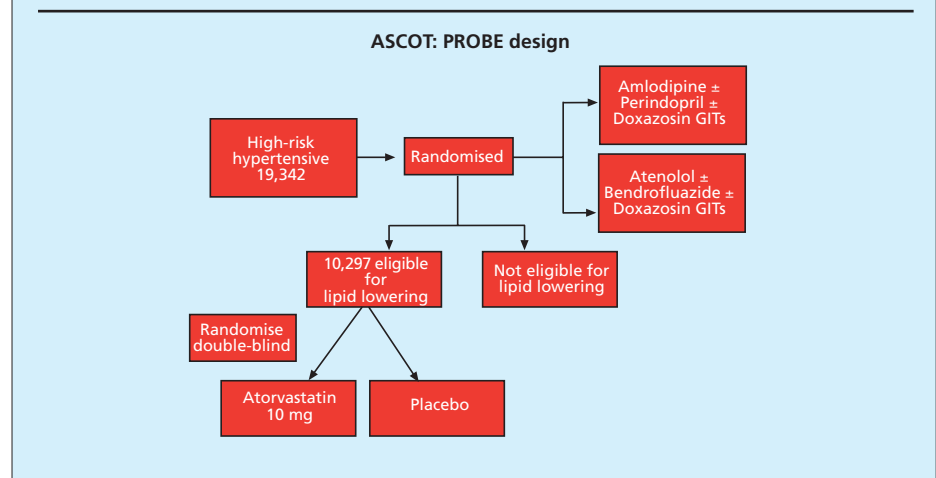 ASCOT: PROBE design
High-risk
hypertensive
19,342
Randomised
Amlodipine ±
Perindopril ±
Doxazosin GITs
Atenolol ±
Bendrofluazide ±
Doxazosin GITs
10,297 eligible
for
lipid lowering
Not eligible for
lipid lowering
Randomise
double-blind
Atorvastatin
10 mg
Placebo